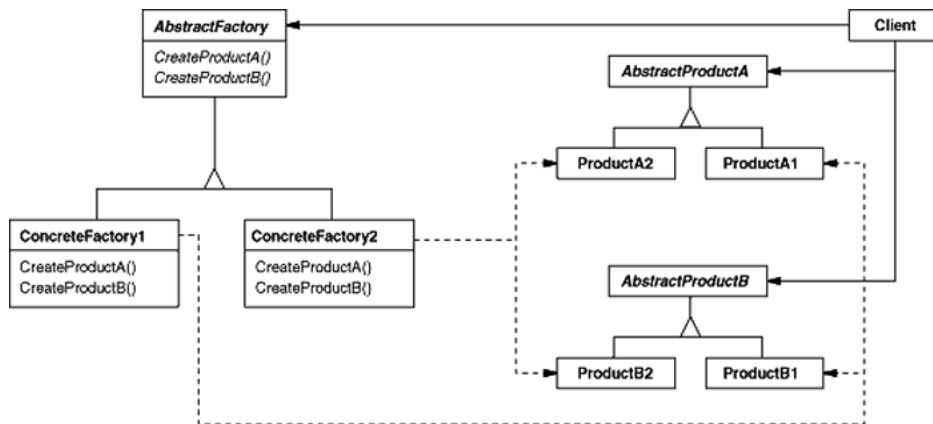 AbstractFactory
CreateProductA()
CreateProductB()
Client
AbstractProductA
ProductA2
ProductA1
ConcreteFactory1
CreateProductA()
CreateProductB()
ConcreteFactory2
CreateProductA()
CreateProductB()
AbstractProductB
ProductB2
ProductB1